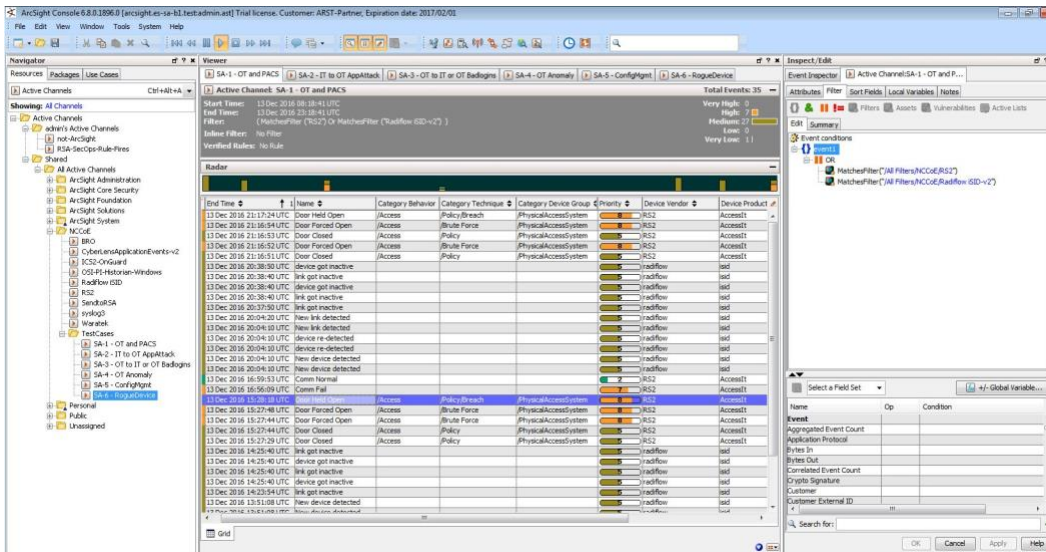 ArcSight Console 6.8.0.1896.0 [arcsight.es-sa-b1.test:admin.ast] Trial license. Customer: ARST-Partner, Expiration date: 2017/02/01
File Edit View Window Tools System Help
Navigator
Resources Packages Use Cases
Active Channels Ctrl+Alt+A
Showing: All Channels
Active Channels
admin's Active Channels
not-ArcSight
RSA-SecOps-Rule-Fires
Shared
All Active Channels
ArcSight Administration
ArcSight Core Security
ArcSight Foundation
ArcSight Solutions
ArcSight System
NCCoE
BRO
CyberLensApplicationEvents-v2
ICS2-OnGuard
OSI-PI-Historian-Windows
Radiflow iSID
RS2
SendtoRSA
syslog3
Waratek
TestCases
SA-1 - OT and PACS
SA-2 - IT to OT AppAttack
SA-3 - OT to IT or OT Badlogins
SA-4 - OT Anomaly
SA-5 - ConfigMgmt
SA-6 - RogueDevice
Personal
Public
Unassigned
Viewer
SA-1 - OT and PACS SA-2 - IT to OT AppAttack SA-3 - OT to IT or OT Badlogins SA-4 - OT Anomaly SA-5 - ConfigMgmt SA-6 - RogueDevice
Active Channel: SA-1 - OT and PACS Total Events: 35
Start Time: 13 Dec 2016 08:18:41 UTC Very High: 0
End Time: 13 Dec 2016 23:18:41 UTC High: 7
Filter: ( MatchesFilter ("RS2") Or MatchesFilter ("Radiflow iSID-v2") ) Medium: 27
Inline Filter: No Filter Low: 0
Verified Rules: No Rule Very Low: 1
Radar
End Time 1 Name Category Behavior Category Technique Category Device Group Priority Device Vendor Device Product
13 Dec 2016 21:17:24 UTC Door Held Open /Access /Policy/Breach /PhysicalAccessSystem 8 RS2 AccessIt
13 Dec 2016 21:16:54 UTC Door Forced Open /Access /Brute Force /PhysicalAccessSystem 8 RS2 AccessIt
13 Dec 2016 21:16:53 UTC Door Closed /Access /Policy /PhysicalAccessSystem 5 RS2 AccessIt
13 Dec 2016 21:16:52 UTC Door Forced Open /Access /Brute Force /PhysicalAccessSystem 8 RS2 AccessIt
13 Dec 2016 21:16:51 UTC Door Closed /Access /Policy /PhysicalAccessSystem 5 RS2 AccessIt
13 Dec 2016 20:38:50 UTC device got inactive 5 radiflow isid
13 Dec 2016 20:38:40 UTC link got inactive 5 radiflow isid
13 Dec 2016 20:38:40 UTC device got inactive 5 radiflow isid
13 Dec 2016 20:38:40 UTC link got inactive 5 radiflow isid
13 Dec 2016 20:37:50 UTC link got inactive 5 radiflow isid
13 Dec 2016 20:04:20 UTC New link detected 5 radiflow isid
13 Dec 2016 20:04:10 UTC New link detected 5 radiflow isid
13 Dec 2016 20:04:10 UTC device re-detected 5 radiflow isid
13 Dec 2016 20:04:10 UTC device re-detected 5 radiflow isid
13 Dec 2016 20:04:10 UTC New device detected 5 radiflow isid
13 Dec 2016 20:04:10 UTC New device detected 5 radiflow isid
13 Dec 2016 16:59:53 UTC Comm Normal 2 RS2 AccessIt
13 Dec 2016 16:56:09 UTC Comm Fail 7 RS2 AccessIt
13 Dec 2016 15:28:18 UTC Door Held Open /Access /Policy/Breach /PhysicalAccessSystem 8 RS2 AccessIt
13 Dec 2016 15:27:48 UTC Door Forced Open /Access /Brute Force /PhysicalAccessSystem 8 RS2 AccessIt
13 Dec 2016 15:27:44 UTC Door Forced Open /Access /Brute Force /PhysicalAccessSystem 8 RS2 AccessIt
13 Dec 2016 15:27:44 UTC Door Closed /Access /Policy /PhysicalAccessSystem 5 RS2 AccessIt
13 Dec 2016 15:27:29 UTC Door Closed /Access /Policy /PhysicalAccessSystem 5 RS2 AccessIt
13 Dec 2016 14:25:40 UTC link got inactive 5 radiflow isid
13 Dec 2016 14:25:40 UTC device got inactive 5 radiflow isid
13 Dec 2016 14:25:40 UTC link got inactive 5 radiflow isid
13 Dec 2016 14:25:40 UTC device got inactive 5 radiflow isid
13 Dec 2016 14:23:54 UTC link got inactive 5 radiflow isid
13 Dec 2016 13:51:08 UTC New device detected 5 radiflow isid
Grid
Inspect/Edit
Event Inspector Active Channel:SA-1 - OT and P...
Attributes Filter Sort Fields Local Variables Notes
Filters Assets Vulnerabilities Active Lists
Edit Summary
Event conditions
event1
OR
MatchesFilter("/All Filters/NCCoE/RS2")
MatchesFilter("/All Filters/NCCoE/Radiflow iSID-v2")
Select a Field Set +/- Global Variable...
Name Op Condition
Event
Aggregated Event Count
Application Protocol
Bytes In
Bytes Out
Correlated Event Count
Crypto Signature
Customer
Customer External ID
Search for:
OK Cancel Apply Help